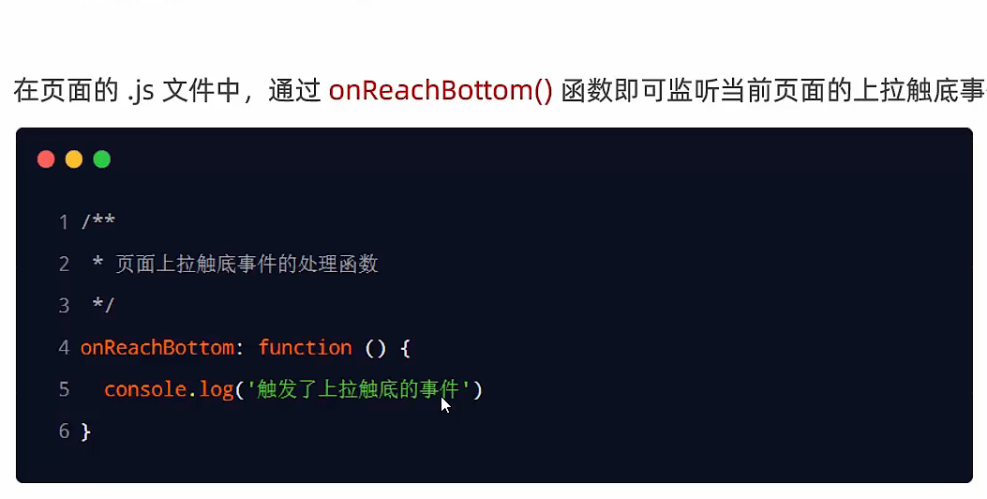 在页面的 .js 文件中，通过 onReachBottom() 函数即可监听当前页面的上拉触底事
1 /**
2 * 页面上拉触底事件的处理函数
3 */
4 onReachBottom: function () {
5 console.log('触发了上拉触底的事件')
6 }